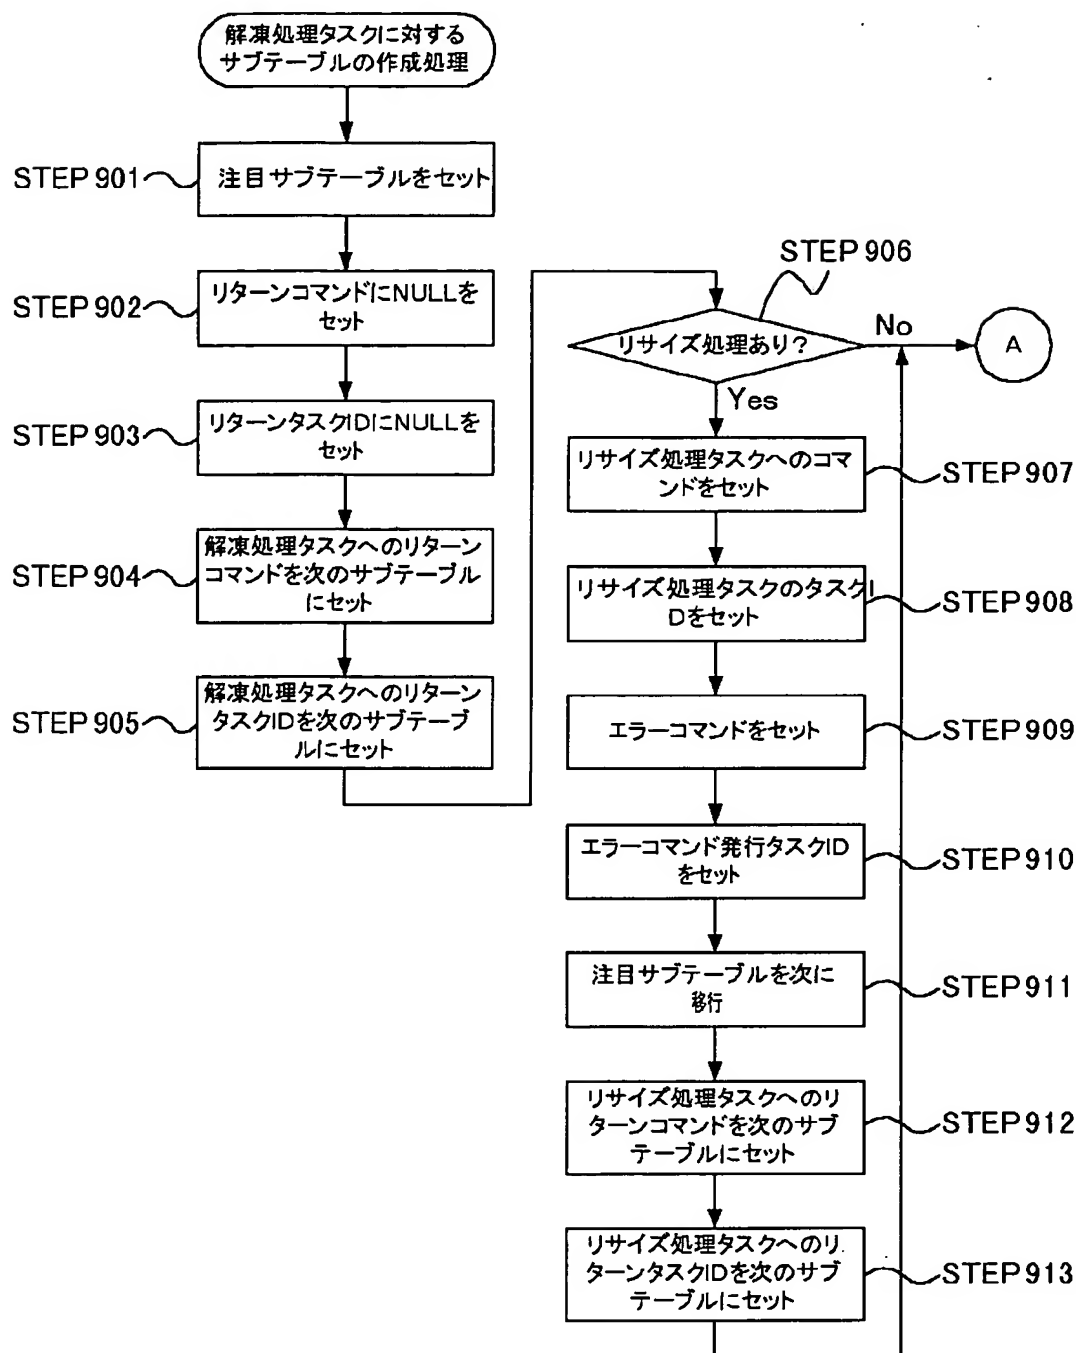 解凍処理タスクに対する
サブテーブルの作成処理
STEP 901
注目サブテーブルをセット
STEP 902
リターンコマンドにNULLを
セット
STEP 903
リターンタスクIDにNULLを
セット
STEP 904
解凍処理タスクへのリターン
コマンドを次のサブテーブル
にセット
STEP 905
解凍処理タスクへのリターン
タスクIDを次のサブテーブ
ルにセット
STEP 906
リサイズ処理あり?
No
A
Yes
リサイズ処理タスクへのコマ
ンドをセット
STEP 907
リサイズ処理タスクのタスクI
Dをセット
STEP 908
エラーコマンドをセット
STEP 909
エラーコマンド発行タスクID
をセット
STEP 910
注目サブテーブルを次に
移行
STEP 911
リサイズ処理タスクへのリ
ターンコマンドを次のサブ
テーブルにセット
STEP 912
リサイズ処理タスクへのリ
ターンタスクIDを次のサブ
テーブルにセット
STEP 913